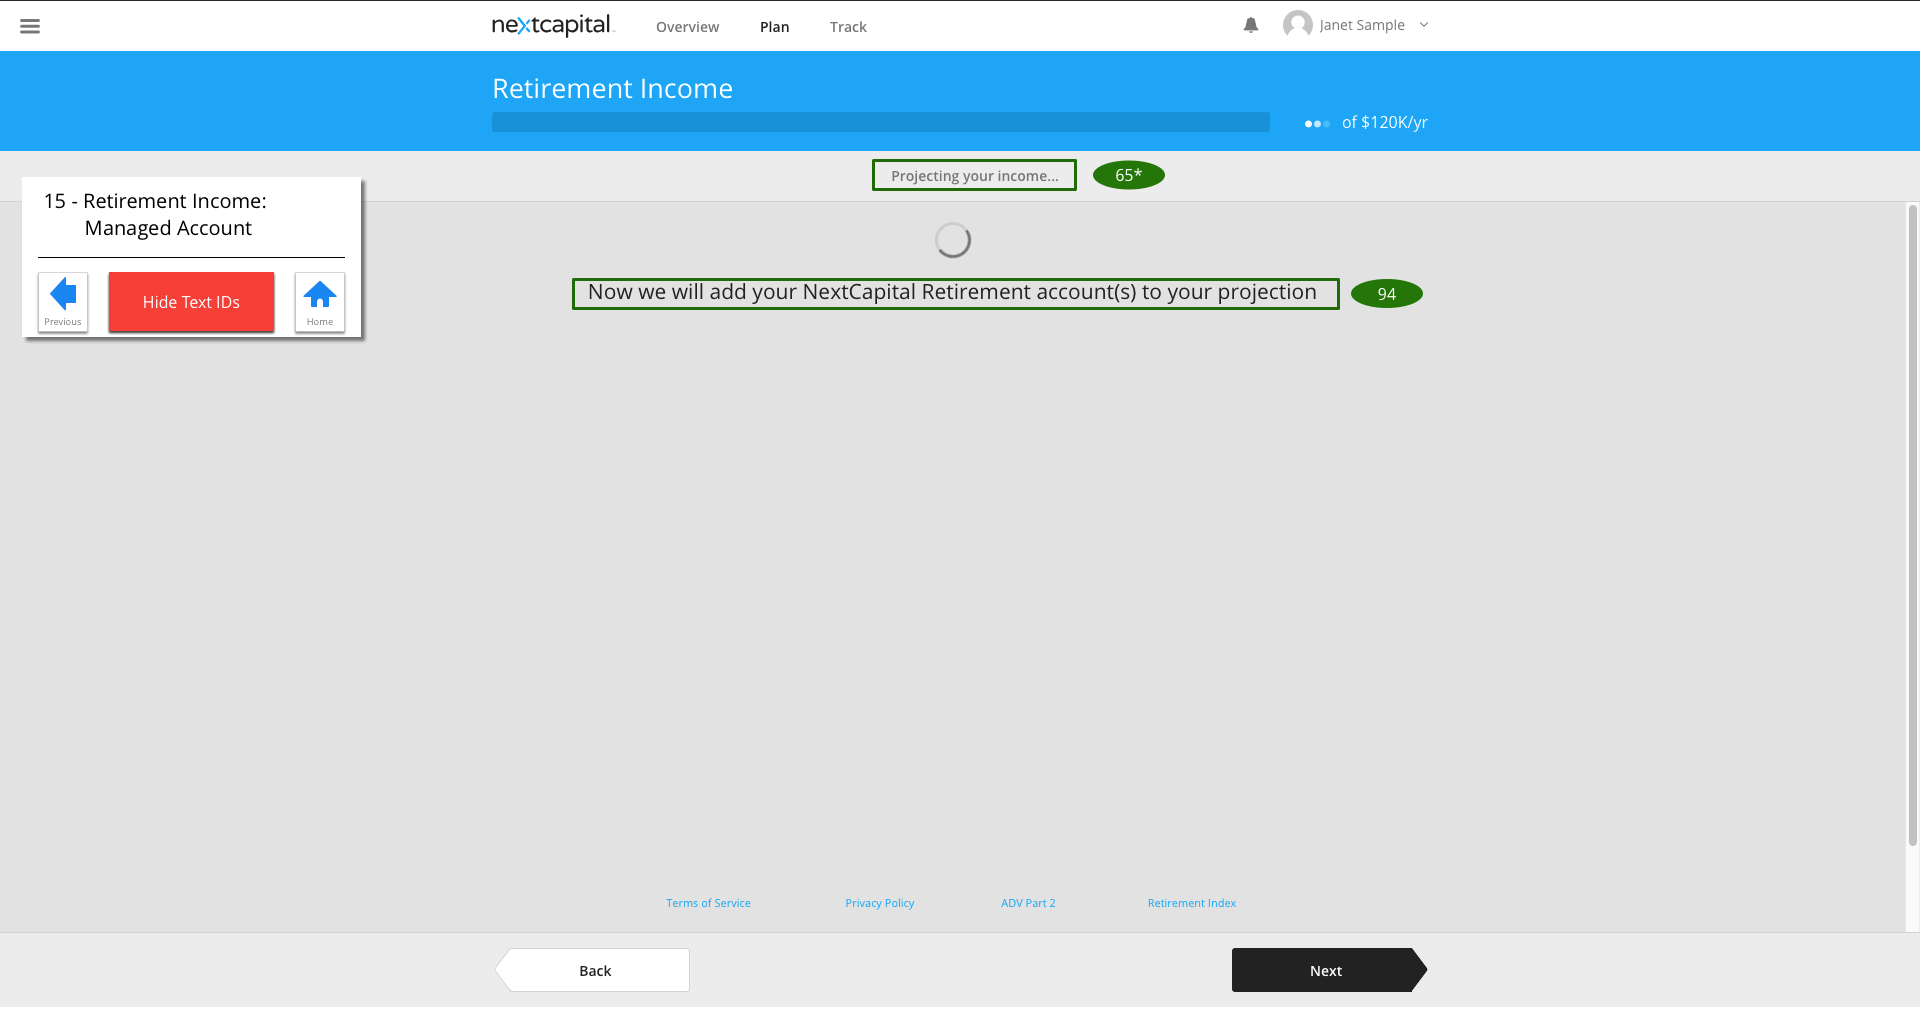 nextcapital
Overview
Plan
Track
Janet Sample
Retirement Income
of $120K/yr
Projecting your income...
65*
15 - Retirement Income:
Managed Account
Previous
Hide Text IDs
Home
Now we will add your NextCapital Retirement account(s) to your projection
94
Terms of Service
Privacy Policy
ADV Part 2
Retirement Index
Back
Next